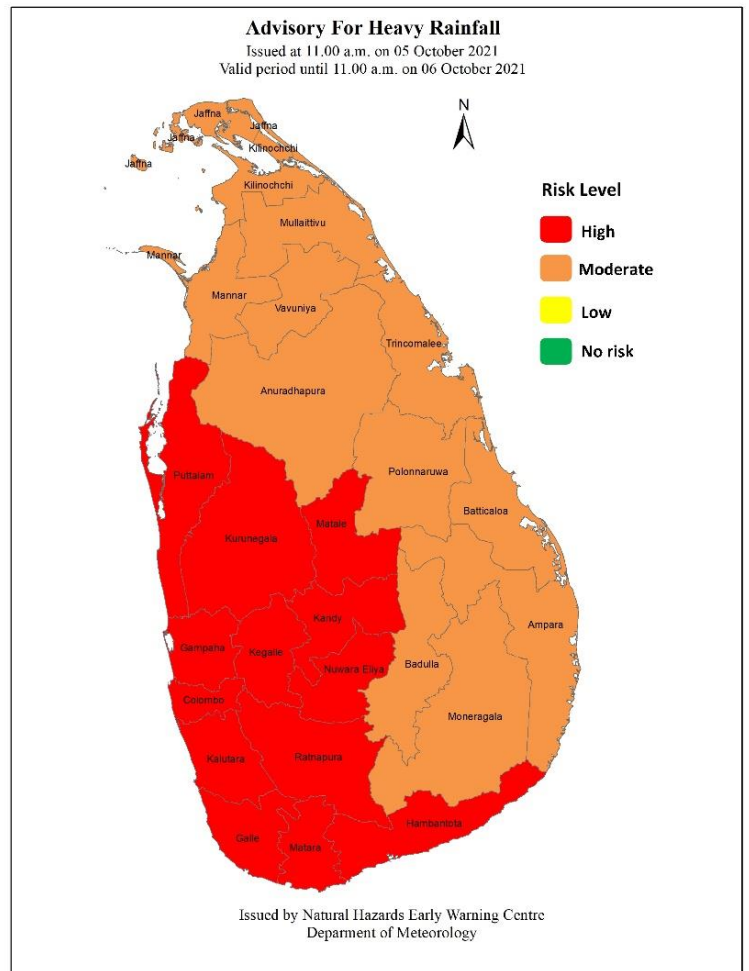 Advisory For Heavy Rainfall
Issued at 11.00 a.m. on 05 October 2021
Valid period until 11.00 a.m. on 06 October 2021
N
Jaffna
Jaffna
Jaffna
Kilinochchi
Jaffna
Kilinochchi
Risk Level
High
Mullaittivu
Mannar
Moderate
Mannar
Vavuniya
Low
Trincomalee
No risk
Anuradhapura
Polonnaruwa
Puttalam
Batticaloa
Matale
Kurunegala
Kandy
Ampara
Gampaha
Kegalle
Nuwara Eliya
Badulla
Colombo
Moneragala
Kalutara
Ratnapura
Hambantota
Galle
Matara
Issued by Natural Hazards Early Warning Centre
Deparment of Meteorology